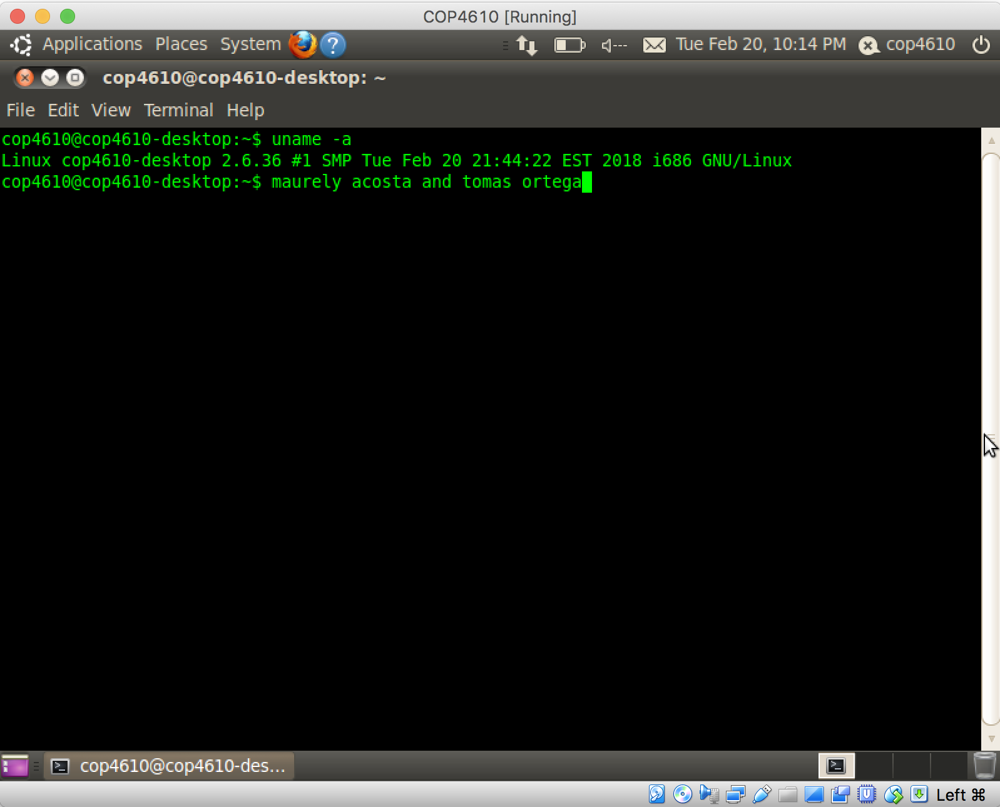 COP4610 [Running]
Applications Places System Tue Feb 20, 10:14 PM cop4610
cop4610@cop4610-desktop: ~
File Edit View Terminal Help
cop4610@cop4610-desktop:~$ uname -a
Linux cop4610-desktop 2.6.36 #1 SMP Tue Feb 20 21:44:22 EST 2018 i686 GNU/Linux
cop4610@cop4610-desktop:~$ maurely acosta and tomas ortega
cop4610@cop4610-des...
Left ⌘